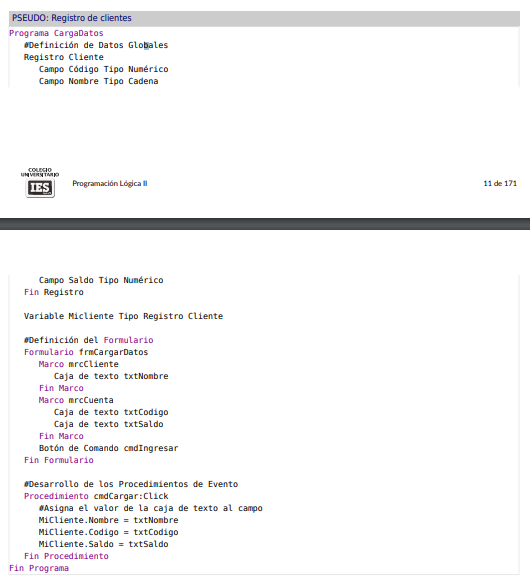 PSEUDO: Registro de clientes
Programa CargaDatos
#Definición de Datos Globales
Registro Cliente
Campo Código Tipo Numérico
Campo Nombre Tipo Cadena
COLEGIO
UNIVERSITARIO
IES
Programación Lógica II
11 de 171
Campo Saldo Tipo Numérico
Fin Registro
Variable Micliente Tipo Registro Cliente
#Definición del Formulario
Formulario frmCargarDatos
Marco mrcCliente
Caja de texto txtNombre
Fin Marco
Marco mrcCuenta
Caja de texto txtCodigo
Caja de texto txtSaldo
Fin Marco
Botón de Comando cmdIngresar
Fin Formulario
#Desarrollo de los Procedimientos de Evento
Procedimiento cmdCargar:Click
#Asigna el valor de la caja de texto al campo
MiCliente.Nombre = txtNombre
MiCliente.Codigo = txtCodigo
MiCliente.Saldo = txtSaldo
Fin Procedimiento
Fin Programa